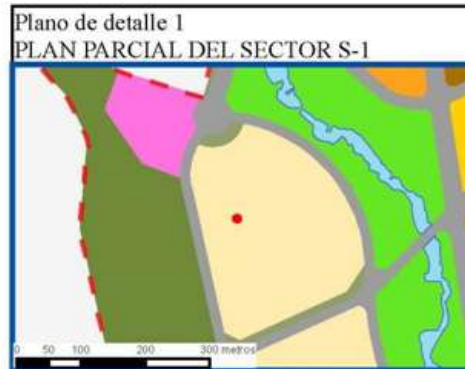 Plano de detalle 1
PLAN PARCIAL DEL SECTOR S-1
0 50 100 200 300 metros